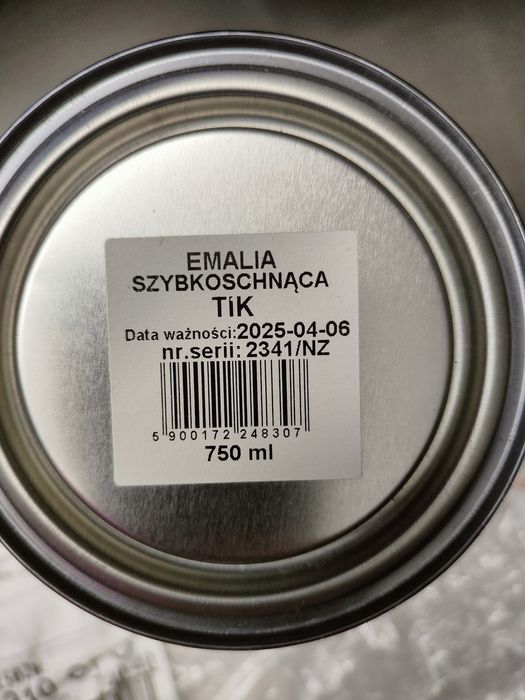 EMALIA
SZYBKOSCHNĄCA
TiK
Data ważności:2025-04-06
nr.serii: 2341/NZ
5 900172 248307
750 ml